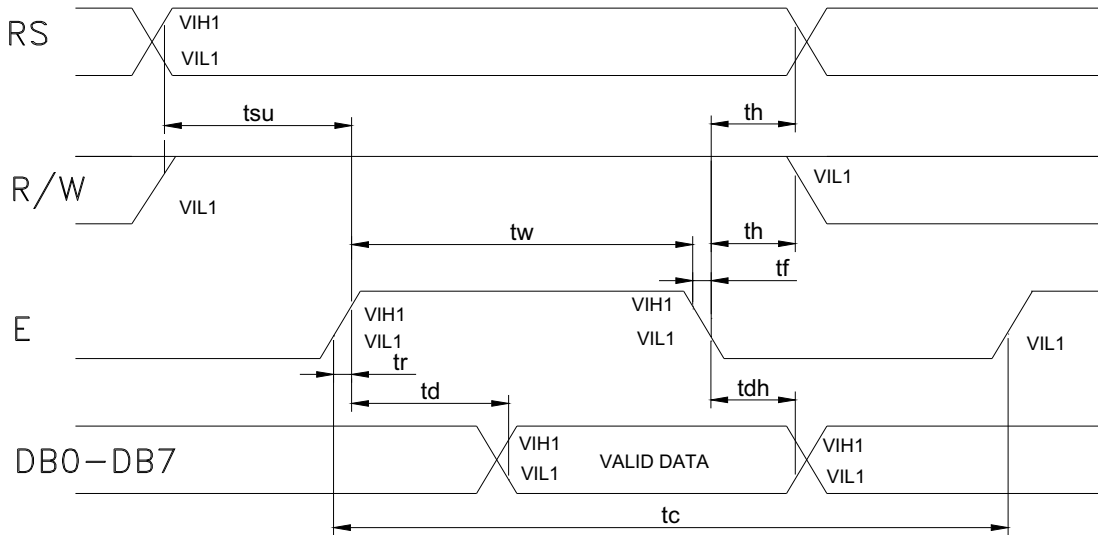 RS
VIH1
VIL1
tsu
th
R/W
VIL1
VIL1
tw
th
tf
E
VIH1
VIL1
VIH1
VIL1
VIL1
tr
td
tdh
DB0-DB7
VIH1
VIL1
VALID DATA
VIH1
VIL1
tc